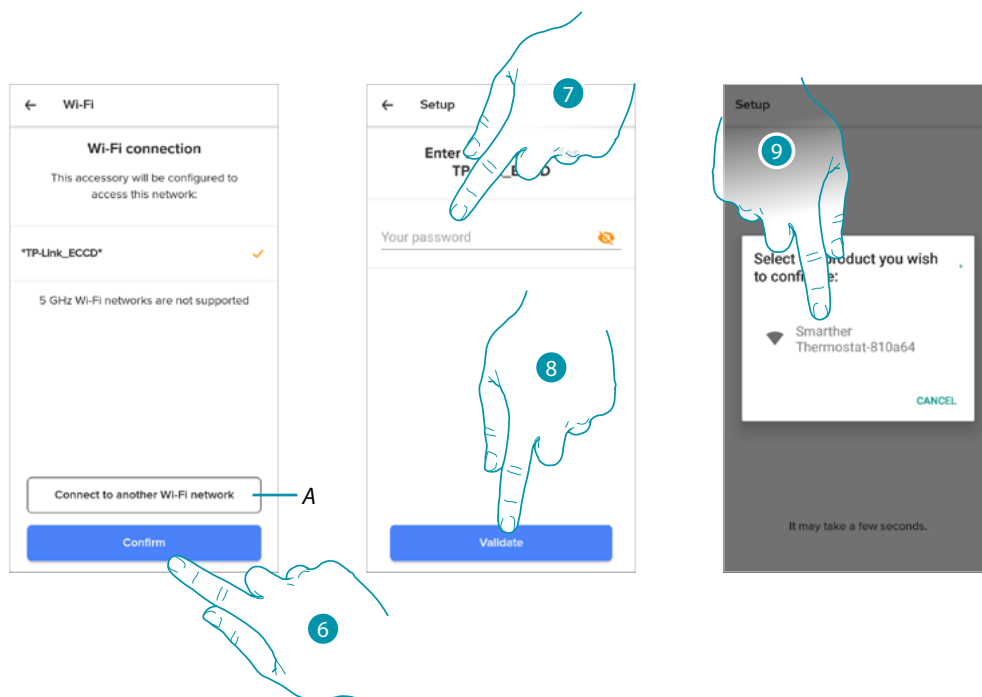 Wi-Fi
Wi-Fi connection
This accessory will be configured to
access this network:
"TP-Link_ECCD"
5 GHz Wi-Fi networks are not supported
Connect to another Wi-Fi network
A
Confirm
6
Setup
7
Enter
Your password
8
Validate
Setup
9
Select product you wish
to
Smarther
Thermostat-810a64
CANCEL
It may take a few seconds.